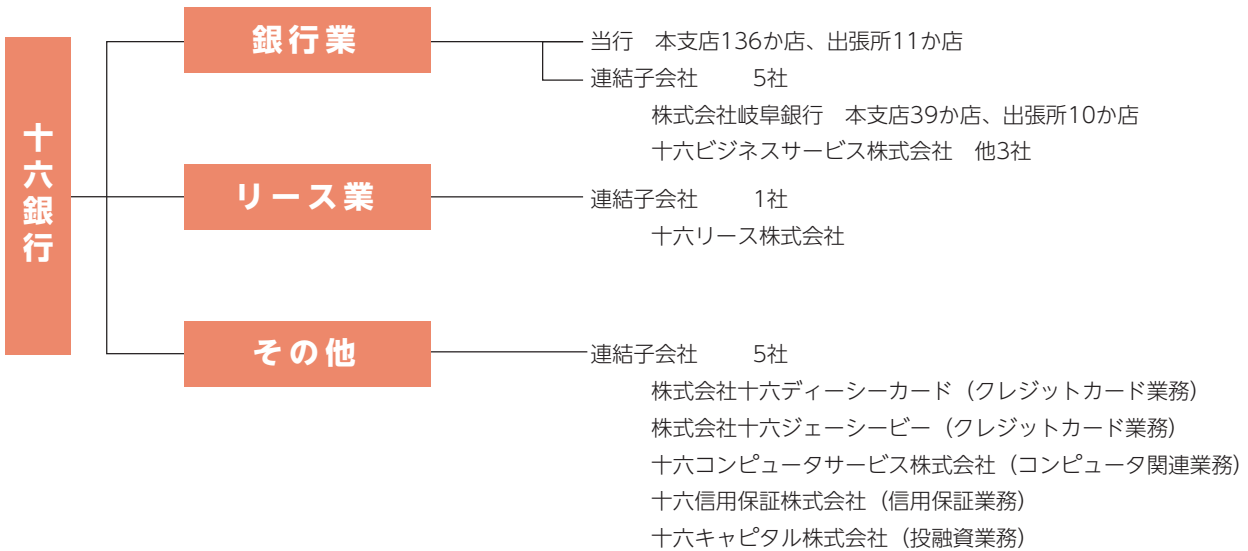 十六銀行
銀行業
当行　本支店136か店、出張所11か店
連結子会社　5社
株式会社岐阜銀行　本支店39か店、出張所10か店
十六ビジネスサービス株式会社　他3社
リース業
連結子会社　1社
十六リース株式会社
その他
連結子会社　5社
株式会社十六ディーシーカード（クレジットカード業務）
株式会社十六ジェーシービー（クレジットカード業務）
十六コンピュータサービス株式会社（コンピュータ関連業務）
十六信用保証株式会社（信用保証業務）
十六キャピタル株式会社（投融資業務）